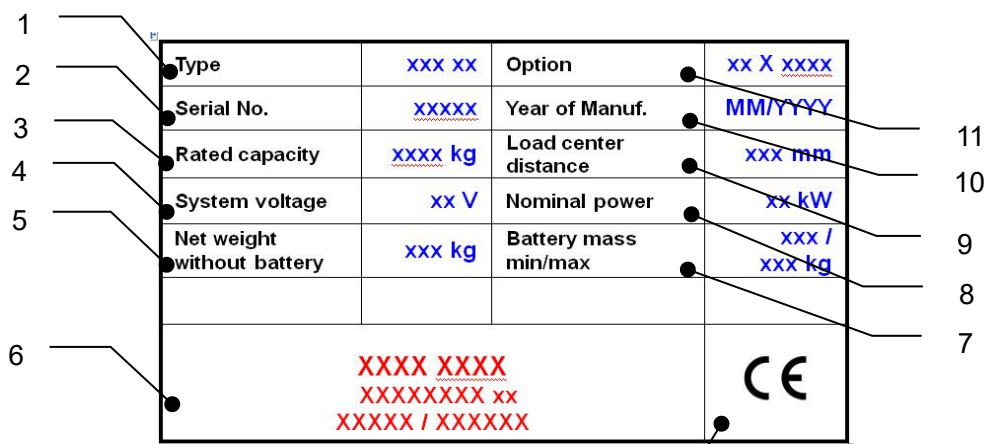 1
2
3
4
5
6
Type xxx xx Option xx X xxxx
Serial No. xxxxx Year of Manuf. MM/YYYY
Rated capacity xxxx kg Load center
distance xxx mm
System voltage xx V Nominal power xx kW
Net weight
without battery xxx kg Battery mass
min/max xxx /
xxx kg
XXXX XXXX
XXXXXXXX xx
XXXXX / XXXXXX
CE
11
10
9
8
7